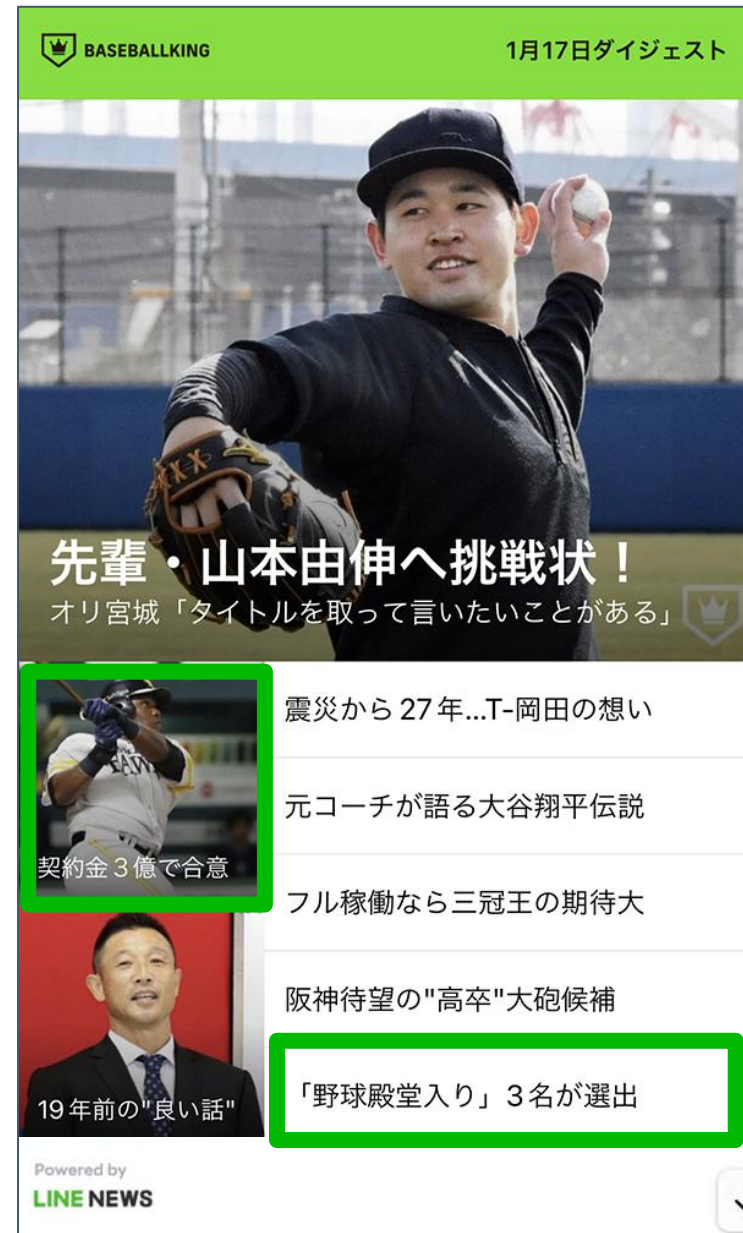 BASEBALLKING
1月17日ダイジェスト
先輩・山本由伸へ挑戦状！
オリ宮城「タイトルを取って言いたいことがある」
契約金3億で合意
19年前の"良い話"
震災から27年...T-岡田の想い
元コーチが語る大谷翔平伝説
フル稼働なら三冠王の期待大
阪神待望の"高卒"大砲候補
「野球殿堂入り」3名が選出
Powered by
LINE NEWS